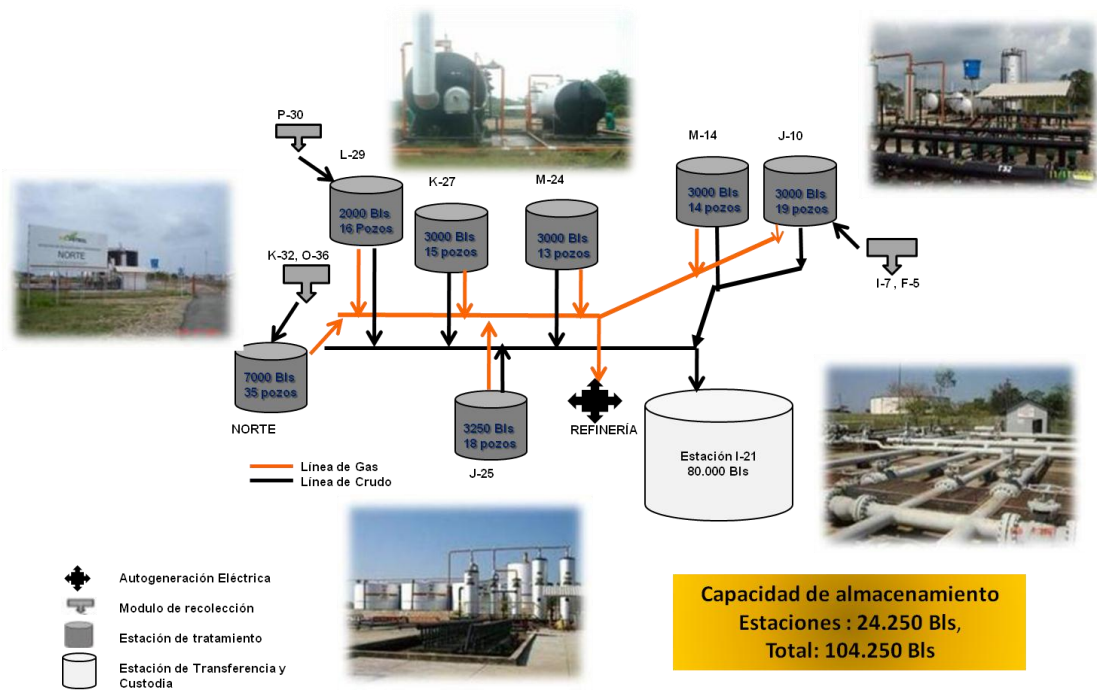 P-30
L-29
K-27
M-24
M-14
J-10
2000 Bls
16 Pozos
3000 Bls
15 pozos
3000 Bls
13 pozos
3000 Bls
14 pozos
3000 Bls
19 pozos
NORTE
K-32, O-36
I-7 , F-5
7000 Bls
35 pozos
NORTE
3250 Bls
18 pozos
J-25
REFINERÍA
Estación I-21
80.000 Bls
Línea de Gas
Línea de Crudo
Autogeneración Eléctrica
Modulo de recolección
Estación de tratamiento
Estación de Transferencia y
Custodia
Capacidad de almacenamiento
Estaciones : 24.250 Bls,
Total: 104.250 Bls